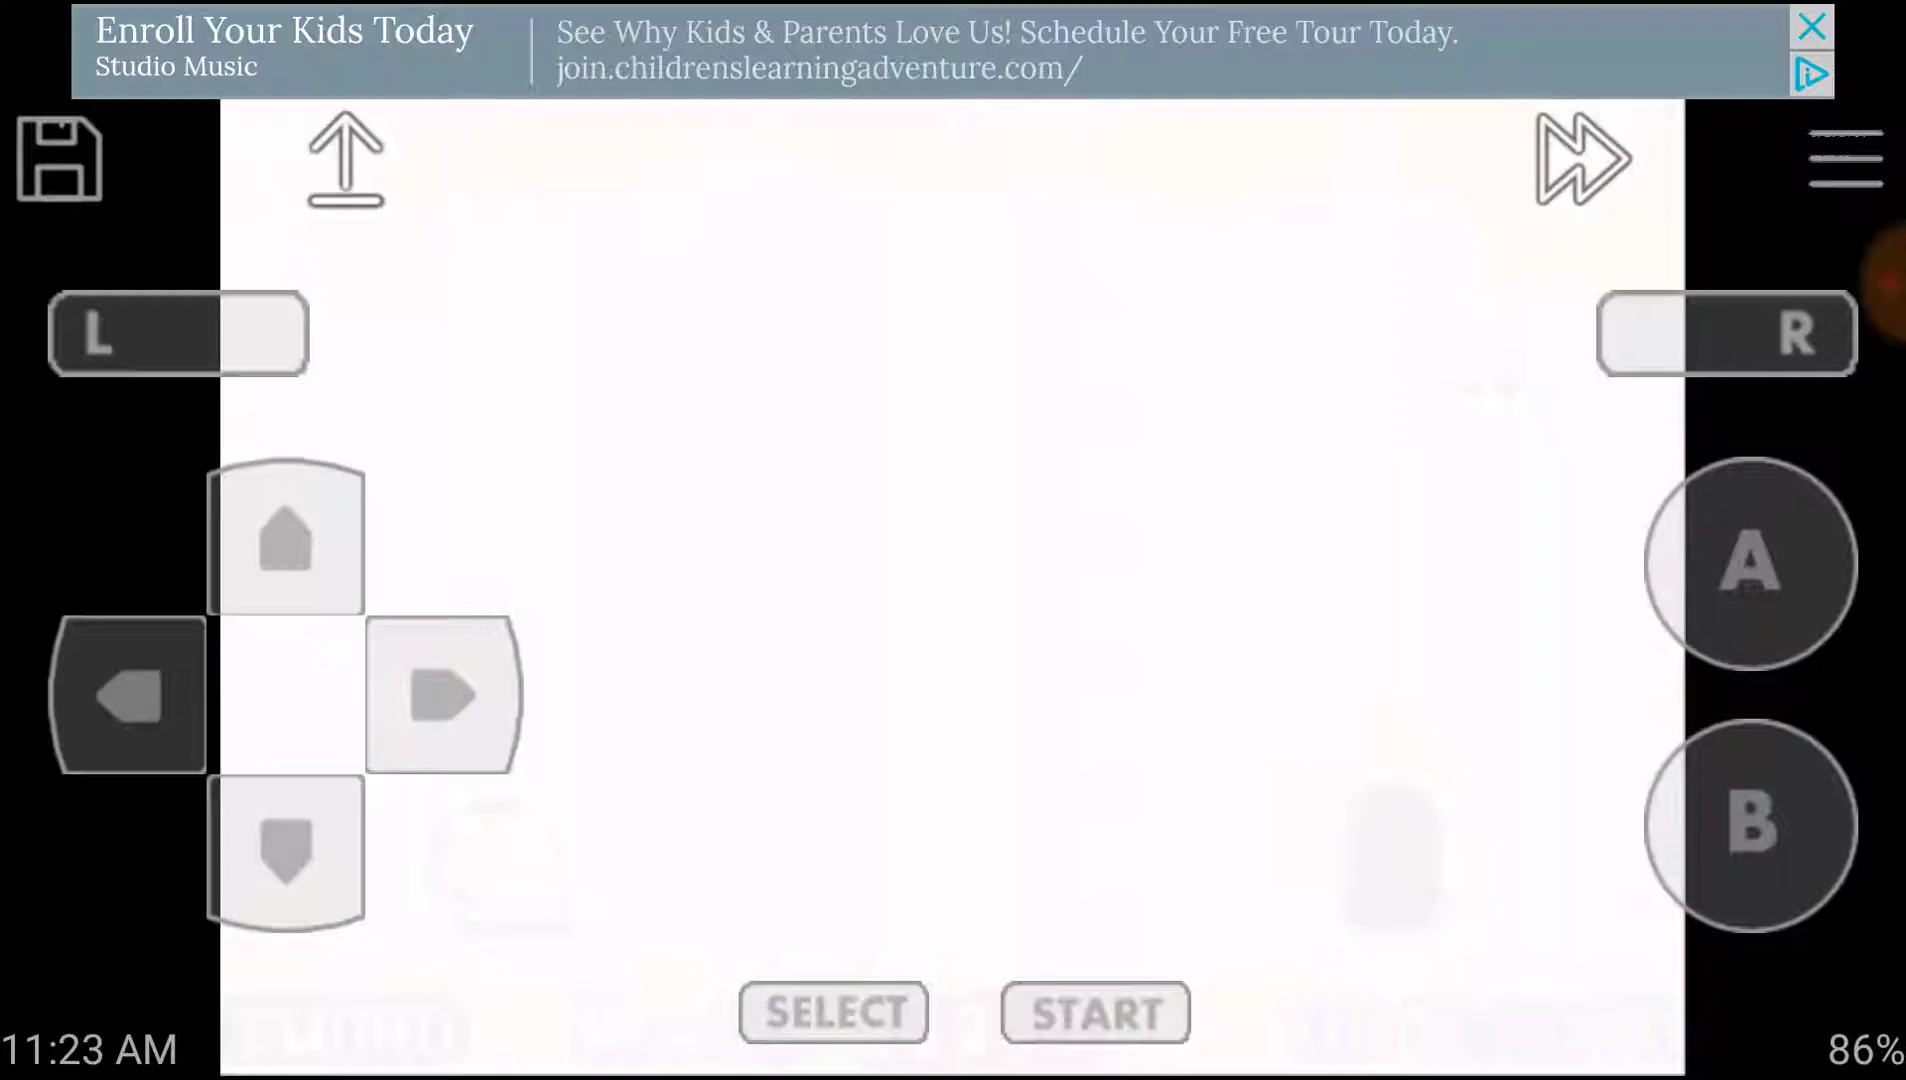 Enroll Your Kids Today
Studio Music
See Why Kids & Parents Love Us! Schedule Your Free Tour Today.
join.childrenslearningadventure.com/
L
R
A
B
SELECT
START
11:23 AM
86%